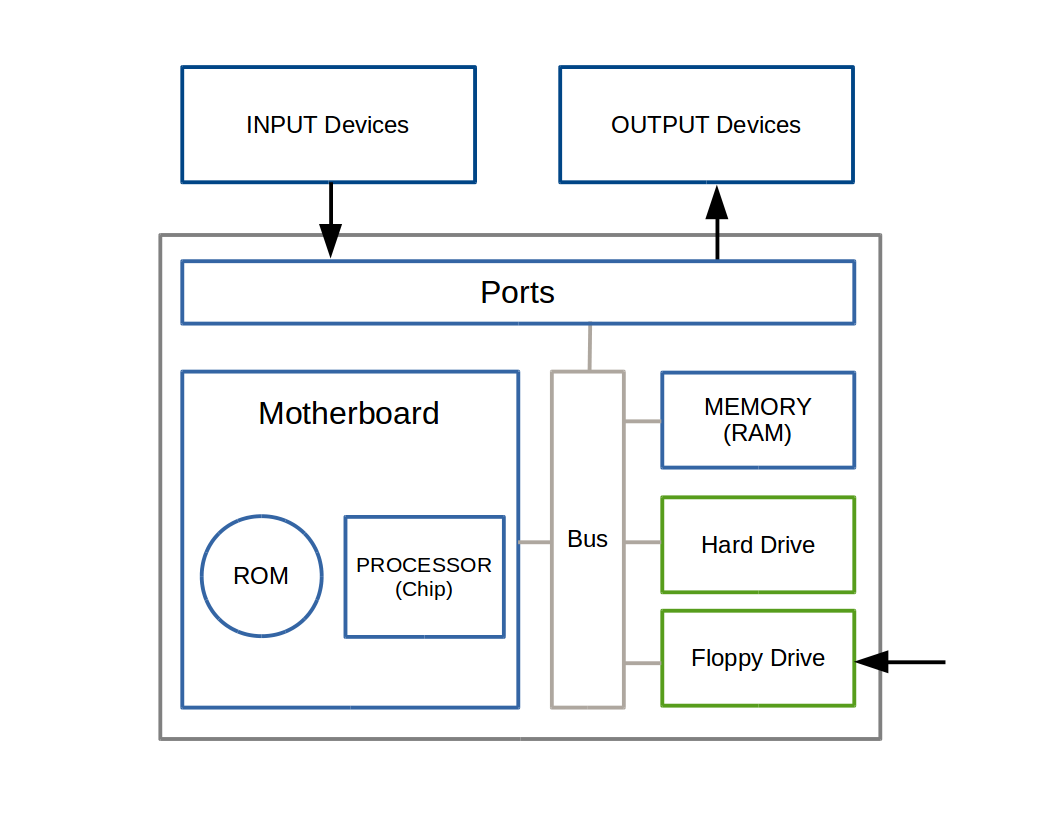 INPUT Devices
OUTPUT Devices
Ports
Motherboard
ROM
PROCESSOR
(Chip)
Bus
MEMORY
(RAM)
Hard Drive
Floppy Drive